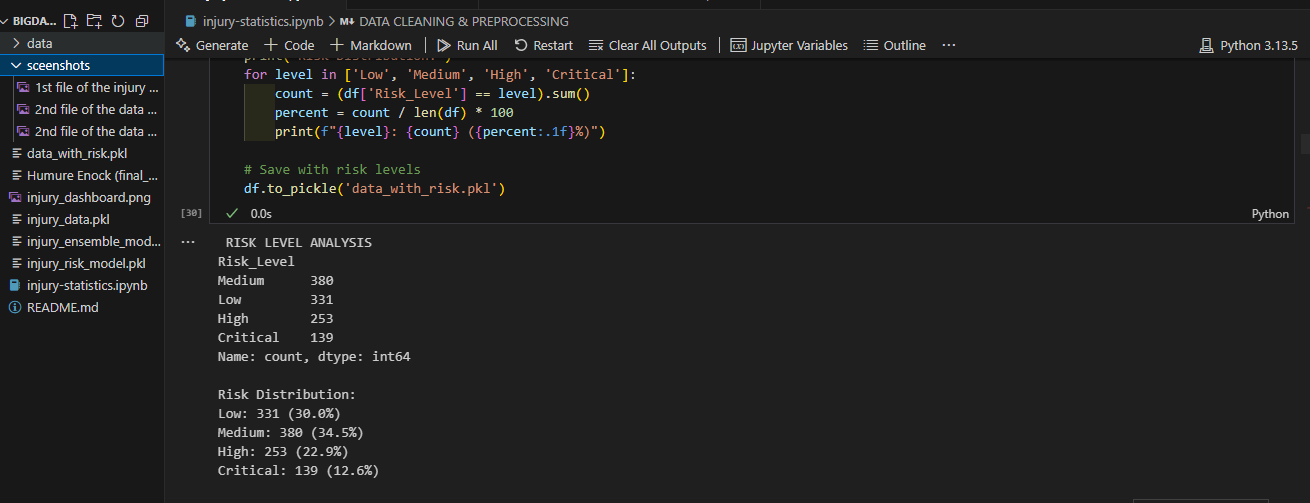 BIGDA...
data
sceenshots
1st file of the injury ...
2nd file of the data ...
2nd file of the data ...
data_with_risk.pkl
Humure Enock (final_...
injury_dashboard.png
injury_data.pkl
injury_ensemble_mod...
injury_risk_model.pkl
injury-statistics.ipynb
README.md
injury-statistics.ipynb > M↓ DATA CLEANING & PREPROCESSING
Generate + Code + Markdown | Run All Restart Clear All Outputs | Jupyter Variables Outline ... Python 3.13.5
for level in ['Low', 'Medium', 'High', 'Critical']:
    count = (df['Risk_Level'] == level).sum()
    percent = count / len(df) * 100
    print(f"{level}: {count} ({percent:.1f}%)")
# Save with risk levels
df.to_pickle('data_with_risk.pkl')
[30] ✓ 0.0s Python
... RISK LEVEL ANALYSIS
Risk_Level
Medium 380
Low 331
High 253
Critical 139
Name: count, dtype: int64
Risk Distribution:
Low: 331 (30.0%)
Medium: 380 (34.5%)
High: 253 (22.9%)
Critical: 139 (12.6%)